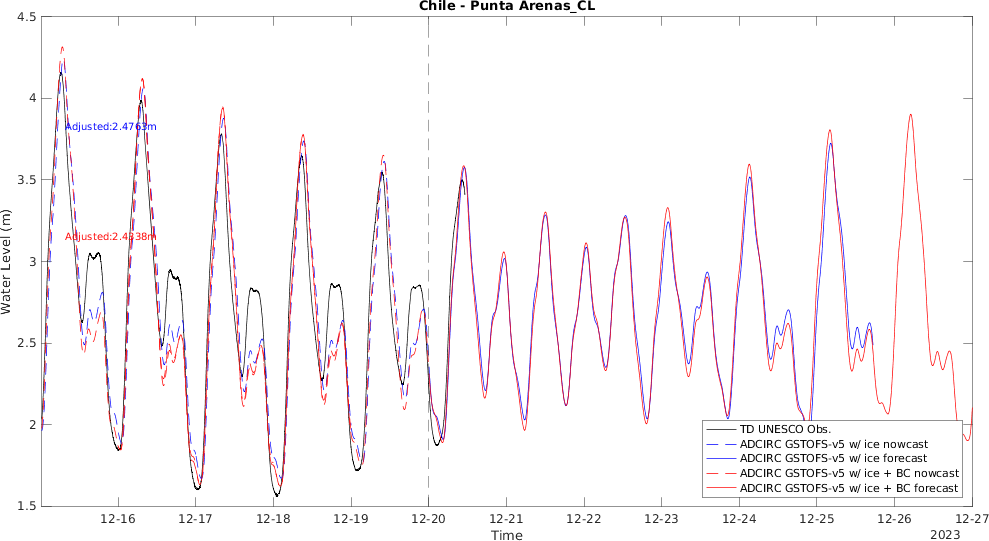 Chile - Punta Arenas_CL
4.5
4
3.5
3
2.5
2
1.5
Water Level (m)
Adjusted:2.4763m
Adjusted:2.4338m
TD UNESCO Obs.
ADCIRC GSTOFS-v5 w/ ice nowcast
ADCIRC GSTOFS-v5 w/ ice forecast
ADCIRC GSTOFS-v5 w/ ice + BC nowcast
ADCIRC GSTOFS-v5 w/ ice + BC forecast
12-16 12-17 12-18 12-19 12-20 12-21 12-22 12-23 12-24 12-25 12-26 12-27
Time
2023